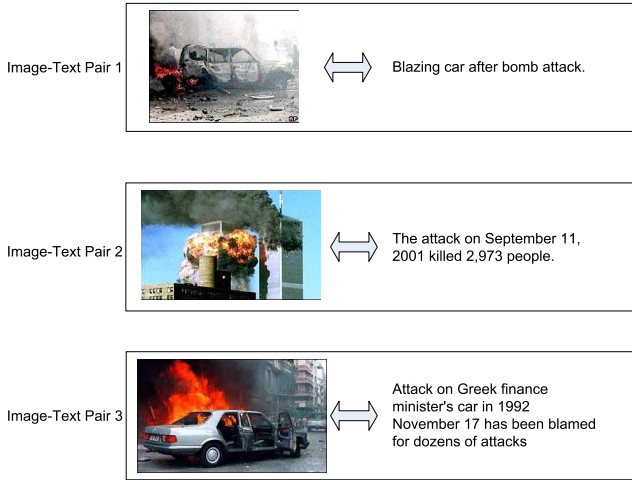 Image-Text Pair 1
Blazing car after bomb attack.
Image-Text Pair 2
The attack on September 11,
2001 killed 2,973 people.
Image-Text Pair 3
Attack on Greek finance
minister's car in 1992
November 17 has been blamed
for dozens of attacks